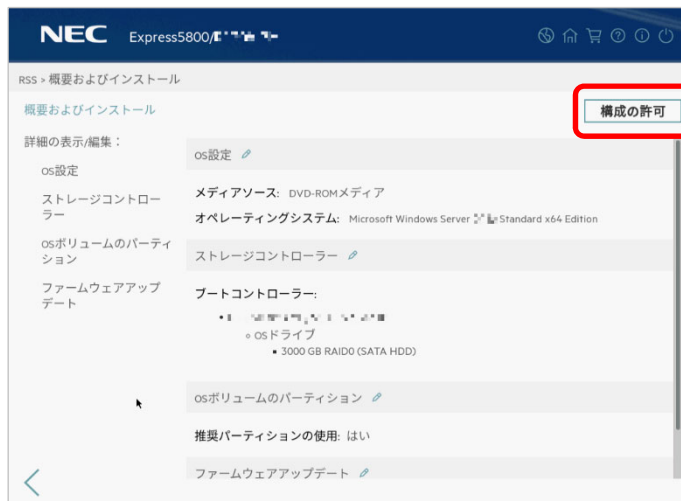 NEC Express5800/
RSS > 概要およびインストール
概要およびインストール
構成の許可
詳細の表示/編集：
OS設定
ストレージコントロー
ラー
OSボリュームのパーティ
ション
ファームウェアアップ
デート
OS設定
メディアソース: DVD-ROMメディア
オペレーティングシステム: Microsoft Windows Server Standard x64 Edition
ストレージコントローラー
ブートコントローラー:
OSドライブ
3000 GB RAID0 (SATA HDD)
OSボリュームのパーティション
推奨パーティションの使用: はい
ファームウェアアップデート